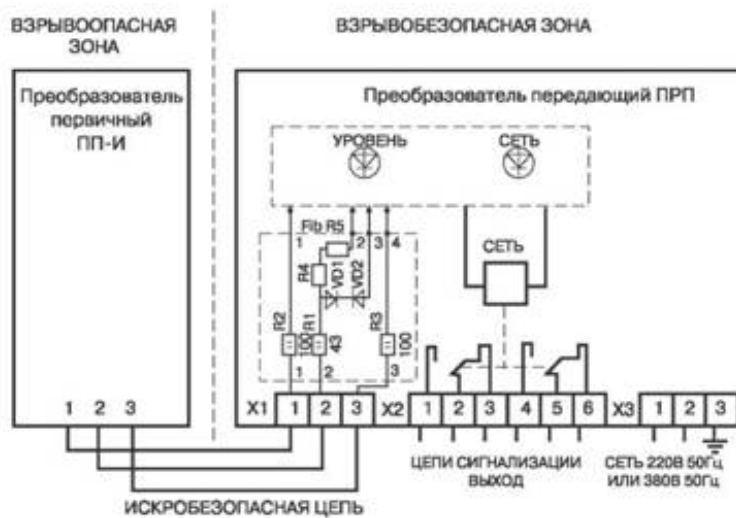 ВЗРЫВООПАСНАЯ
ЗОНА
ВЗРЫВОБЕЗОПАСНАЯ ЗОНА
Преобразователь
первичный
ПП-И
Преобразователь передающий ПРП
УРОВЕНЬ
СЕТЬ
Fib R5
1
2
3
4
R4
VD1
VD2
СЕТЬ
R2
100
R1
43
R3
100
1
2
3
1 2 3
X1 1 2 3
X2 1 2 3 4 5 6
X3 1 2 3
ЦЕПИ СИГНАЛИЗАЦИИ
ВЫХОД
СЕТЬ 220В 50Гц
ИЛИ 380В 50Гц
ИСКРОБЕЗОПАСНАЯ ЦЕПЬ